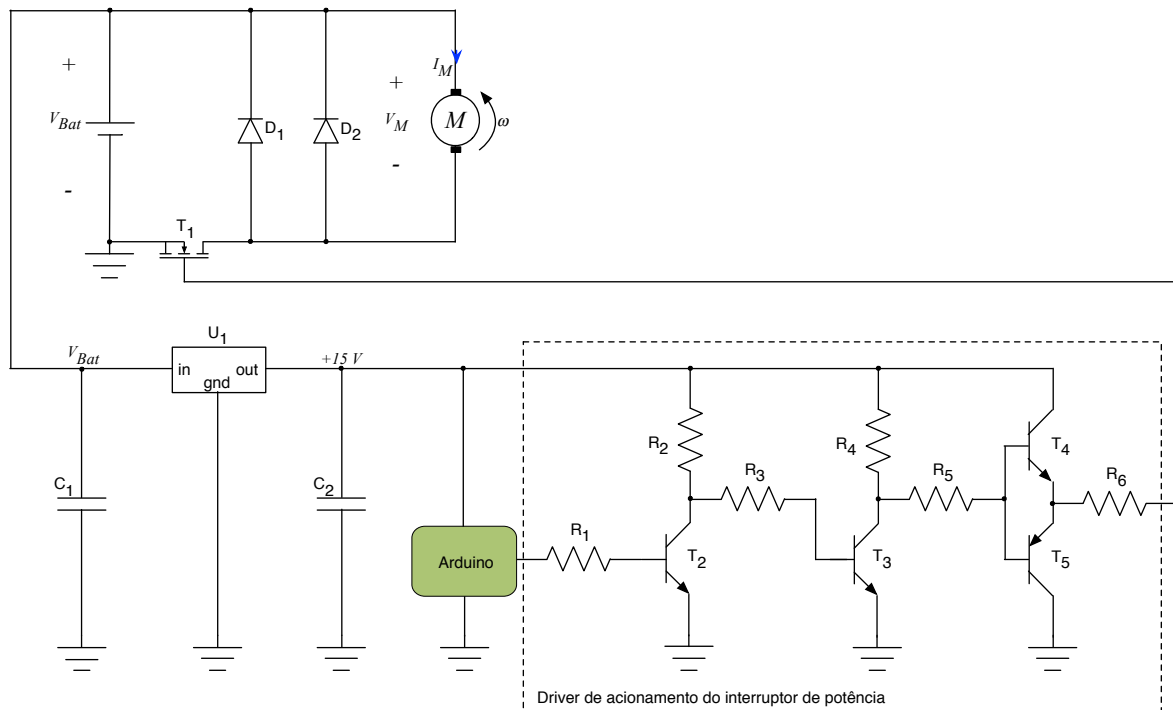 +
V_Bat
-
D_1
D_2
+
V_M
-
I_M
M
ω
T_1
V_Bat
U_1
in
out
gnd
+15 V
C_1
C_2
Arduino
R_1
R_2
T_2
R_3
R_4
T_3
R_5
T_4
T_5
R_6
Driver de acionamento do interruptor de potência